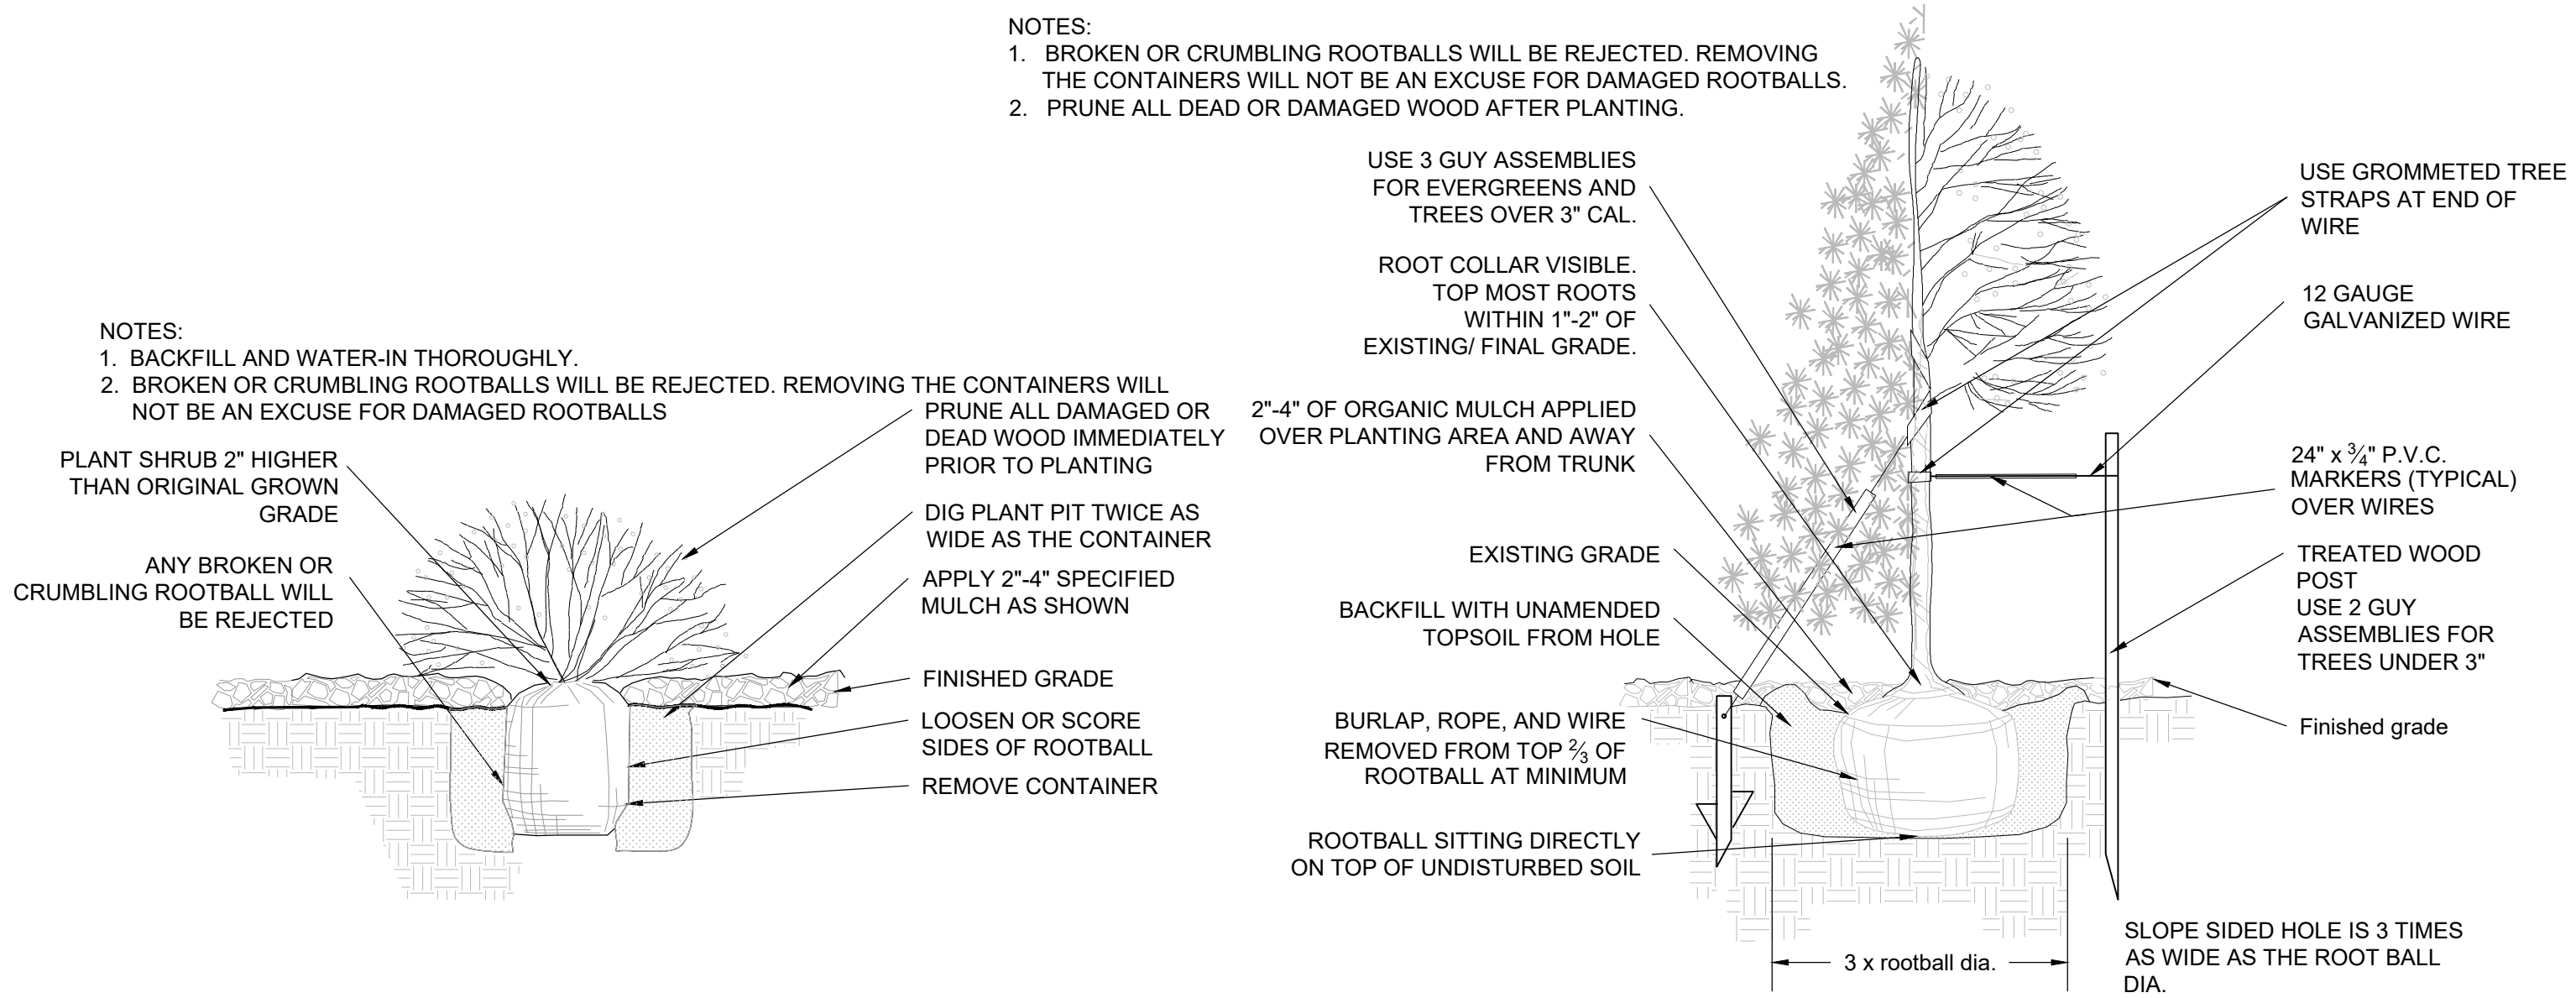 NOTES:
1. BROKEN OR CRUMBLING ROOTBALLS WILL BE REJECTED. REMOVING
THE CONTAINERS WILL NOT BE AN EXCUSE FOR DAMAGED ROOTBALLS.
2. PRUNE ALL DEAD OR DAMAGED WOOD AFTER PLANTING.
NOTES:
1. BACKFILL AND WATER-IN THOROUGHLY.
2. BROKEN OR CRUMBLING ROOTBALLS WILL BE REJECTED. REMOVING THE CONTAINERS WILL
NOT BE AN EXCUSE FOR DAMAGED ROOTBALLS
PLANT SHRUB 2" HIGHER
THAN ORIGINAL GROWN
GRADE
ANY BROKEN OR
CRUMBLING ROOTBALL WILL
BE REJECTED
PRUNE ALL DAMAGED OR
DEAD WOOD IMMEDIATELY
PRIOR TO PLANTING
DIG PLANT PIT TWICE AS
WIDE AS THE CONTAINER
APPLY 2"-4" SPECIFIED
MULCH AS SHOWN
FINISHED GRADE
LOOSEN OR SCORE
SIDES OF ROOTBALL
REMOVE CONTAINER
USE 3 GUY ASSEMBLIES
FOR EVERGREENS AND
TREES OVER 3" CAL.
ROOT COLLAR VISIBLE.
TOP MOST ROOTS
WITHIN 1"-2" OF
EXISTING/ FINAL GRADE.
2"-4" OF ORGANIC MULCH APPLIED
OVER PLANTING AREA AND AWAY
FROM TRUNK
EXISTING GRADE
BACKFILL WITH UNAMENDED
TOPSOIL FROM HOLE
BURLAP, ROPE, AND WIRE
REMOVED FROM TOP ⅔ OF
ROOTBALL AT MINIMUM
ROOTBALL SITTING DIRECTLY
ON TOP OF UNDISTURBED SOIL
USE GROMMETED TREE
STRAPS AT END OF
WIRE
12 GAUGE
GALVANIZED WIRE
24" x ¾" P.V.C.
MARKERS (TYPICAL)
OVER WIRES
TREATED WOOD
POST
USE 2 GUY
ASSEMBLIES FOR
TREES UNDER 3"
Finished grade
SLOPE SIDED HOLE IS 3 TIMES
AS WIDE AS THE ROOT BALL
DIA.
3 x rootball dia.